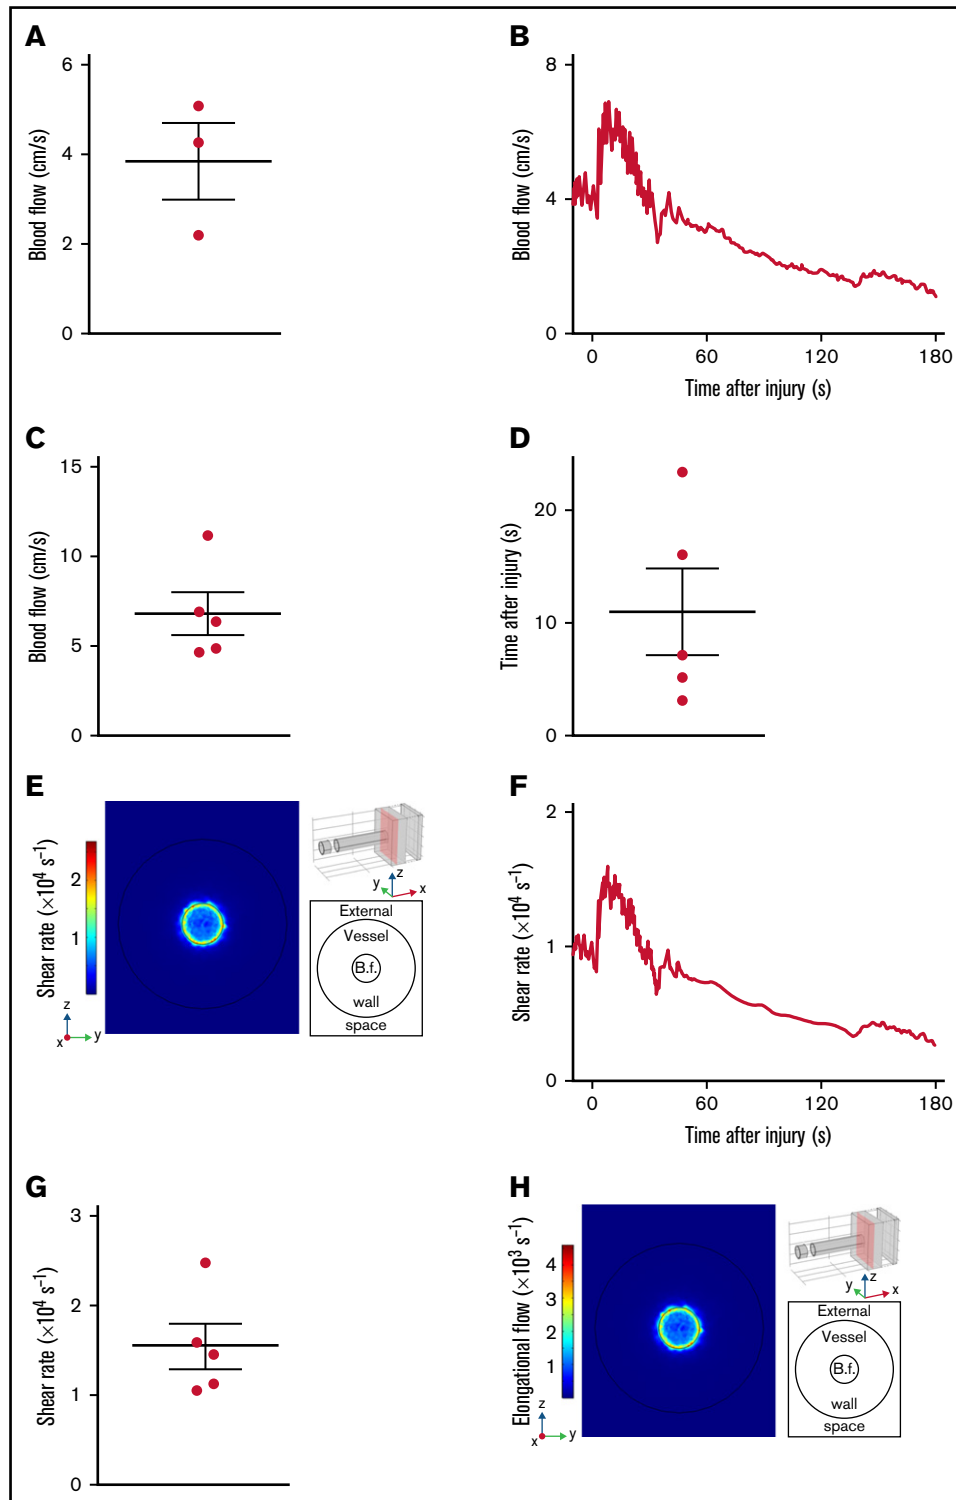 A
Blood flow (cm/s)
6
4
2
0
B
Blood flow (cm/s)
8
4
0
0 60 120 180
Time after injury (s)
C
Blood flow (cm/s)
15
10
5
0
D
Time after injury (s)
20
10
0
E
Shear rate (×10⁴ s⁻¹)
2
1
z
x y
z
y x
External
Vessel
B.f.
wall
space
F
Shear rate (×10⁴ s⁻¹)
2
1
0
0 60 120 180
Time after injury (s)
G
Shear rate (×10⁴ s⁻¹)
3
2
1
0
H
Elongational flow (×10³ s⁻¹)
4
3
2
1
z
x y
z
y x
External
Vessel
B.f.
wall
space